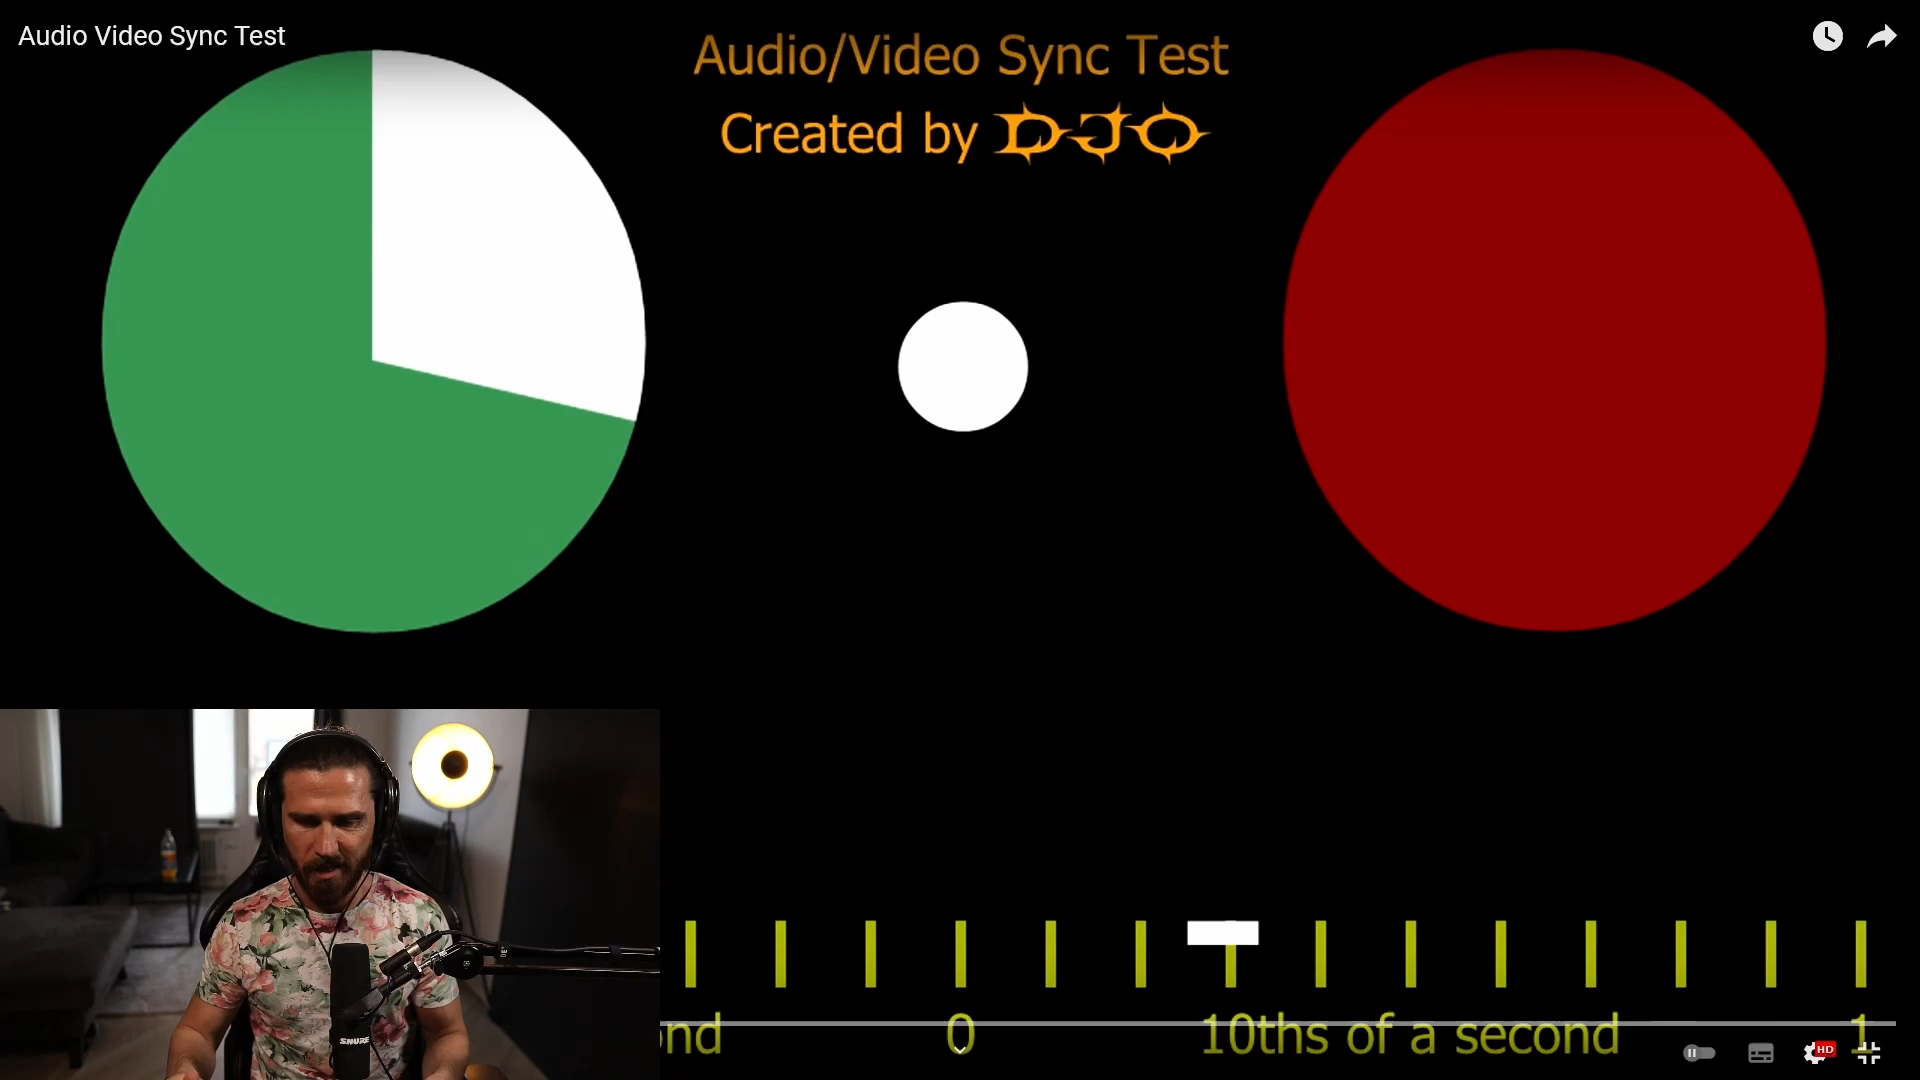 Audio Video Sync Test
Audio/Video Sync Test
Created by DJO
SHURE
nd 0 10ths of a second 1
HD